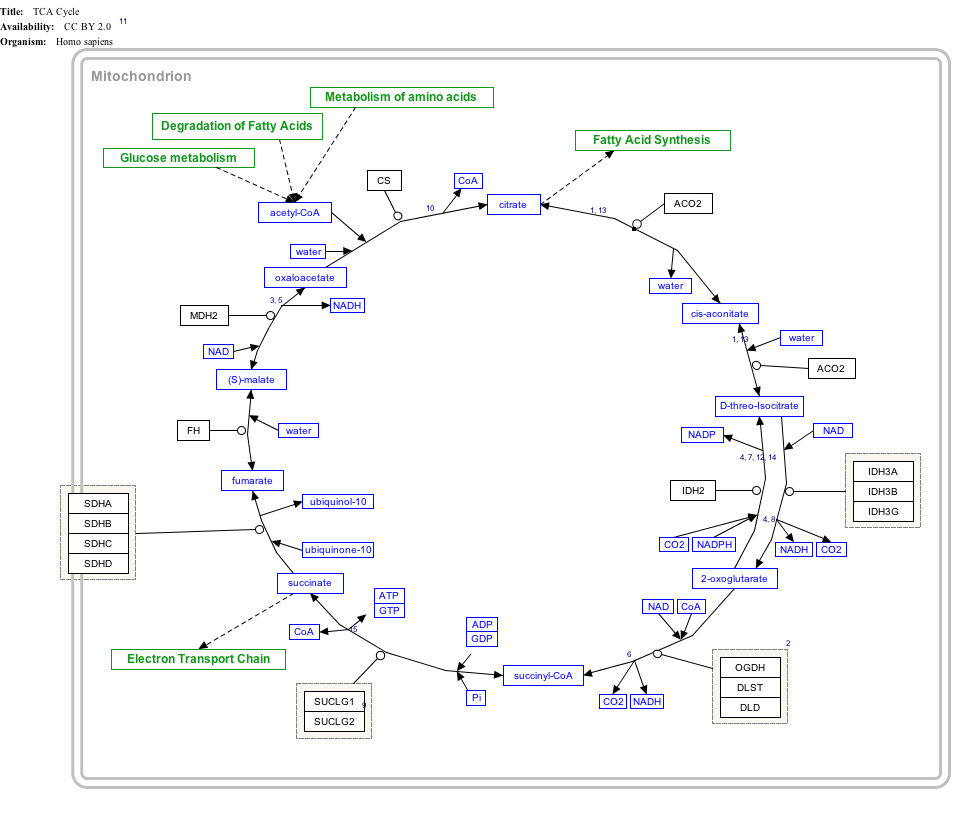 Title: TCA Cycle
Availability: CC BY 2.0 11
Organism: Homo sapiens
Mitochondrion
Metabolism of amino acids
Degradation of Fatty Acids
Fatty Acid Synthesis
Glucose metabolism
CS
CoA
10
citrate
1, 13
ACO2
acetyl-CoA
water
oxaloacetate
water
3, 5
NADH
MDH2
cis-aconitate
1, 13
water
NAD
ACO2
(S)-malate
D-threo-Isocitrate
FH
water
NADP
NAD
4, 7, 12, 14
fumarate
IDH3A
IDH3B
IDH3G
IDH2
SDHA
SDHB
SDHC
SDHD
ubiquinol-10
4, 8
ubiquinone-10
CO2
NADPH
NADH
CO2
succinate
2-oxoglutarate
ATP
GTP
NAD
CoA
CoA
15
ADP
GDP
2
6
Electron Transport Chain
succinyl-CoA
OGDH
DLST
DLD
SUCLG1
9
SUCLG2
Pi
CO2
NADH